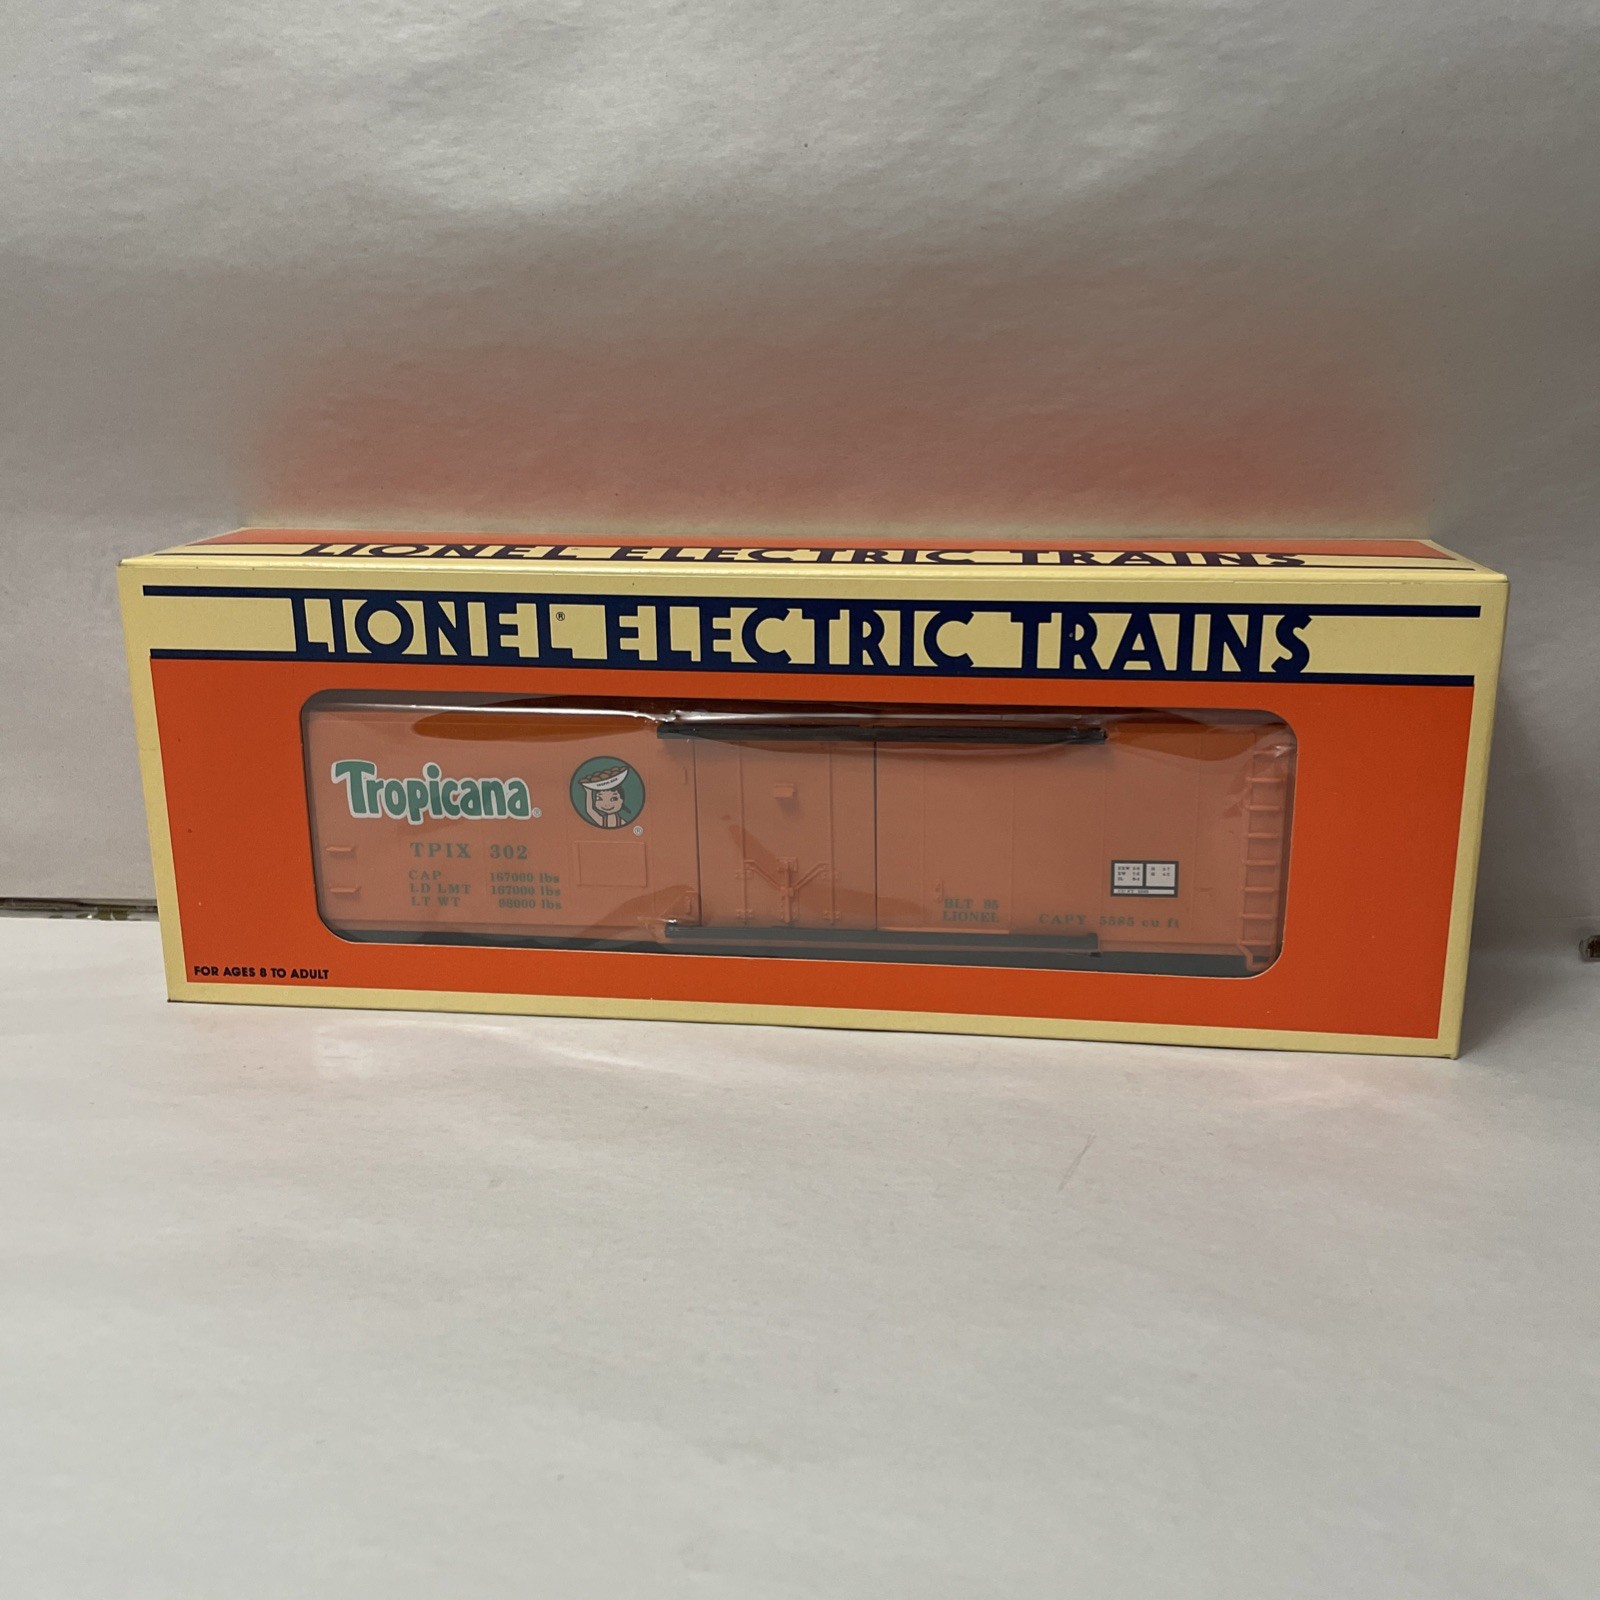 LIONEL ELECTRIC TRAINS
LIONEL® ELECTRIC TRAINS
Tropicana®
®
TPIX 302
CAP 167000 lbs
LD LMT 167000 lbs
LT WT 96000 lbs
BLT 95
LIONEL
CAPY 5585 cu ft
FOR AGES 8 TO ADULT